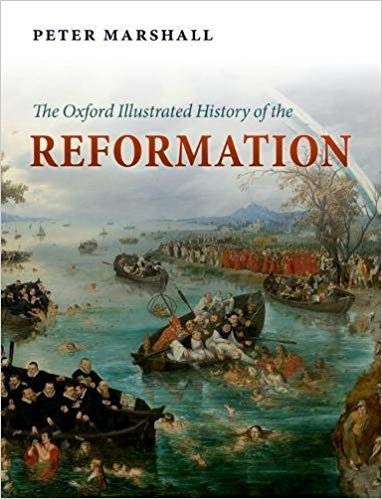 PETER MARSHALL
The Oxford Illustrated History of the
REFORMATION